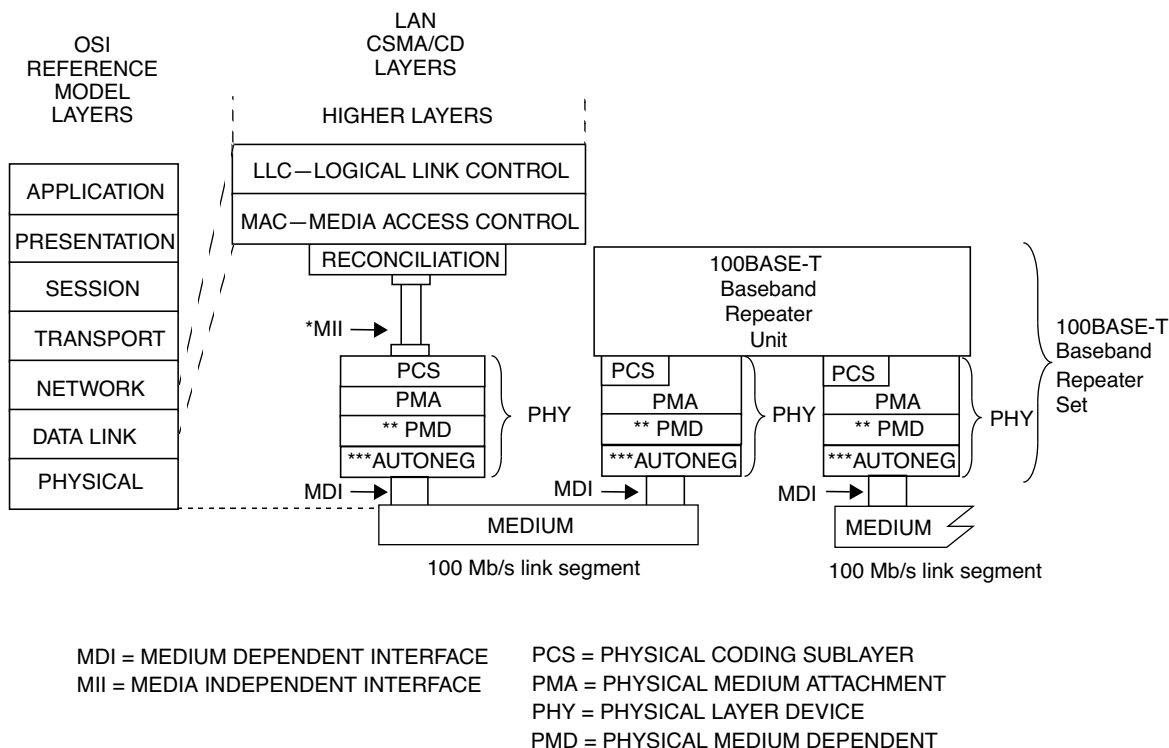 OSI
REFERENCE
MODEL
LAYERS
LAN
CSMA/CD
LAYERS
HIGHER LAYERS
APPLICATION
PRESENTATION
SESSION
TRANSPORT
NETWORK
DATA LINK
PHYSICAL
LLC—LOGICAL LINK CONTROL
MAC—MEDIA ACCESS CONTROL
RECONCILIATION
*MII
PCS
PMA
** PMD
***AUTONEG
PHY
MDI
100BASE-T
Baseband
Repeater
Unit
PCS
PMA
** PMD
***AUTONEG
PHY
MDI
PCS
PMA
** PMD
***AUTONEG
PHY
MDI
100BASE-T
Baseband
Repeater
Set
MEDIUM
100 Mb/s link segment
MEDIUM
100 Mb/s link segment
MDI = MEDIUM DEPENDENT INTERFACE
MII = MEDIA INDEPENDENT INTERFACE
PCS = PHYSICAL CODING SUBLAYER
PMA = PHYSICAL MEDIUM ATTACHMENT
PHY = PHYSICAL LAYER DEVICE
PMD = PHYSICAL MEDIUM DEPENDENT